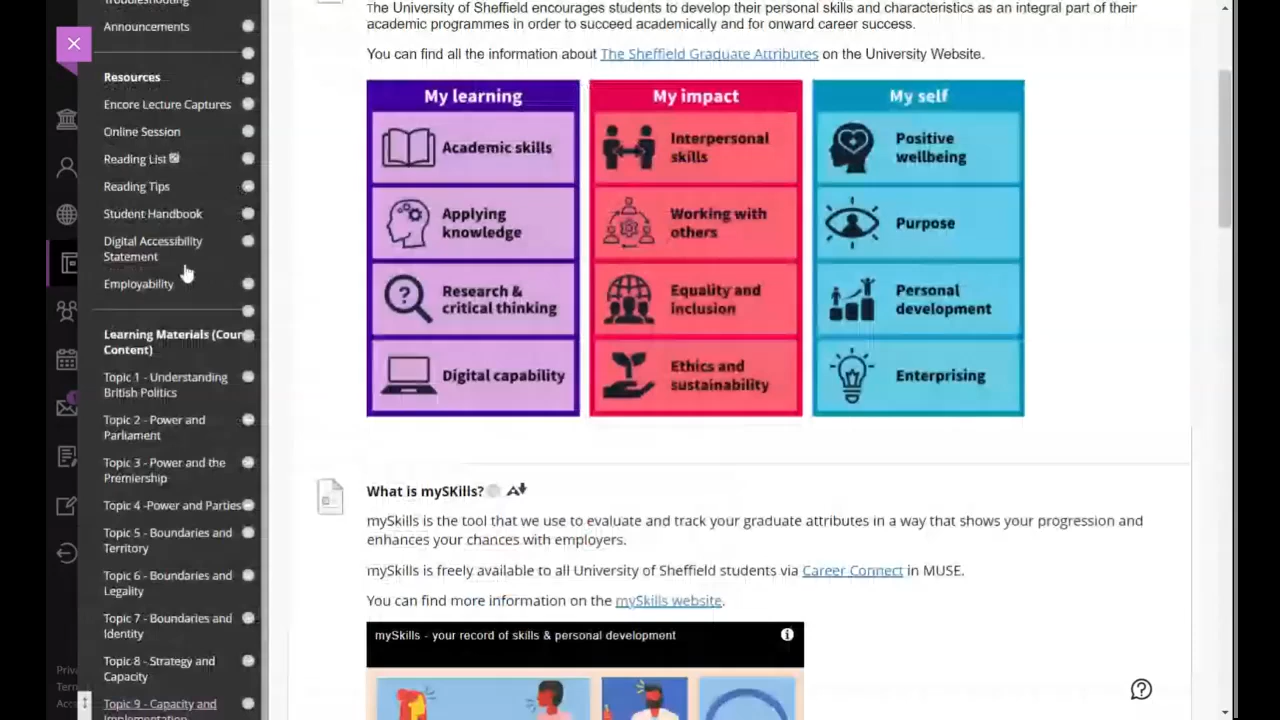 Troubleshooting
Announcements
Resources
Encore Lecture Captures
Online Session
Reading List
Reading Tips
Student Handbook
Digital Accessibility
Statement
Employability
Learning Materials (Cour
Content)
Topic 1 - Understanding
British Politics
Topic 2 - Power and
Parliament
Topic 3 - Power and the
Premiership
Topic 4 -Power and Parties
Topic 5 - Boundaries and
Territory
Topic 6 - Boundaries and
Legality
Topic 7 - Boundaries and
Identity
Topic 8 - Strategy and
Capacity
Topic 9 - Capacity and
Implementation
Priva
Term
Acce
The University of Sheffield encourages students to develop their personal skills and characteristics as an integral part of their
academic programmes in order to succeed academically and for onward career success.
You can find all the information about The Sheffield Graduate Attributes on the University Website.
My learning
Academic skills
Applying
knowledge
Research &
critical thinking
Digital capability
My impact
Interpersonal
skills
Working with
others
Equality and
inclusion
Ethics and
sustainability
My self
Positive
wellbeing
Purpose
Personal
development
Enterprising
What is mySKills?
mySkills is the tool that we use to evaluate and track your graduate attributes in a way that shows your progression and
enhances your chances with employers.
mySkills is freely available to all University of Sheffield students via Career Connect in MUSE.
You can find more information on the mySkills website.
mySkills - your record of skills & personal development